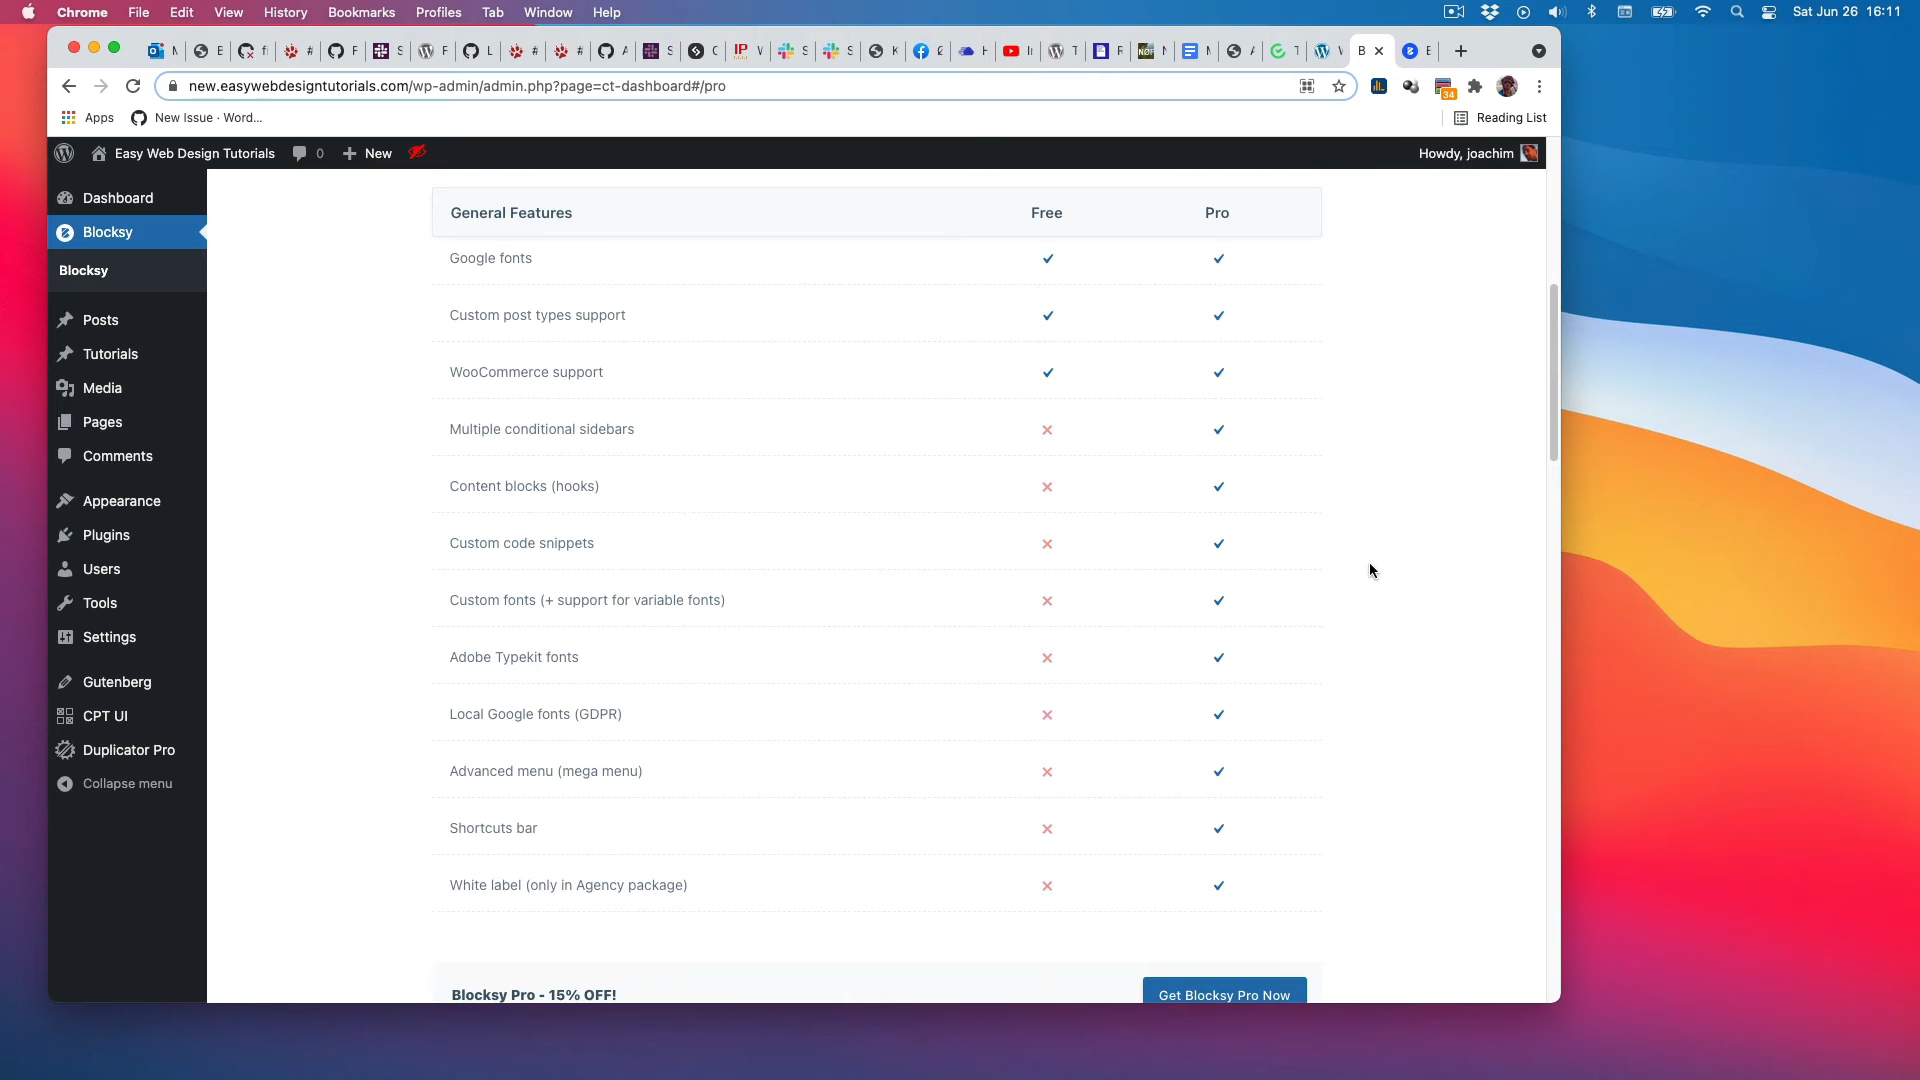 Chrome File Edit View History Bookmarks Profiles Tab Window Help Sat Jun 26 16:11
new.easywebdesigntutorials.com/wp-admin/admin.php?page=ct-dashboard#/pro
34
Apps New Issue · Word... Reading List
Easy Web Design Tutorials 0 New Howdy, joachim
Dashboard
Blocksy
Blocksy
Posts
Tutorials
Media
Pages
Comments
Appearance
Plugins
Users
Tools
Settings
Gutenberg
CPT UI
Duplicator Pro
Collapse menu
General Features Free Pro
Google fonts
Custom post types support
WooCommerce support
Multiple conditional sidebars
Content blocks (hooks)
Custom code snippets
Custom fonts (+ support for variable fonts)
Adobe Typekit fonts
Local Google fonts (GDPR)
Advanced menu (mega menu)
Shortcuts bar
White label (only in Agency package)
Blocksy Pro - 15% OFF! Get Blocksy Pro Now